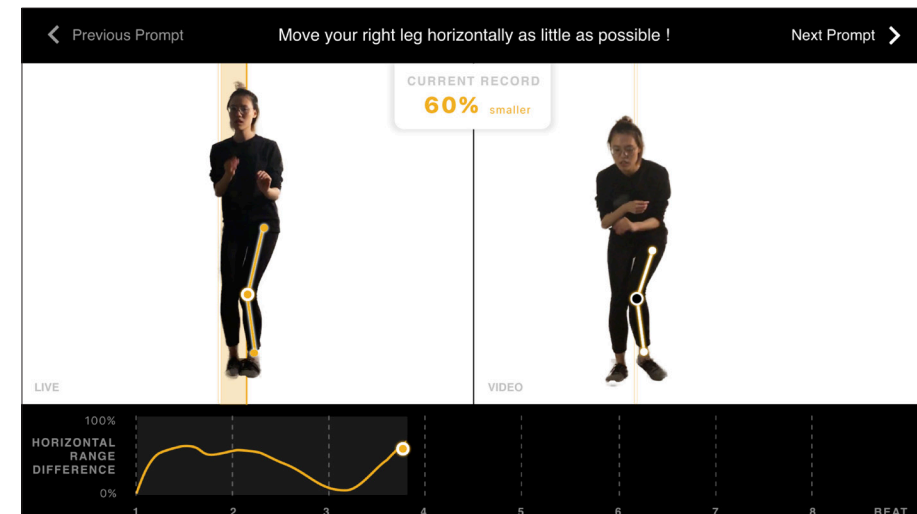 Previous Prompt
Move your right leg horizontally as little as possible !
Next Prompt
CURRENT RECORD
60% smaller
LIVE
VIDEO
100%
HORIZONTAL
RANGE
DIFFERENCE
0%
1 2 3 4 5 6 7 8 BEAT